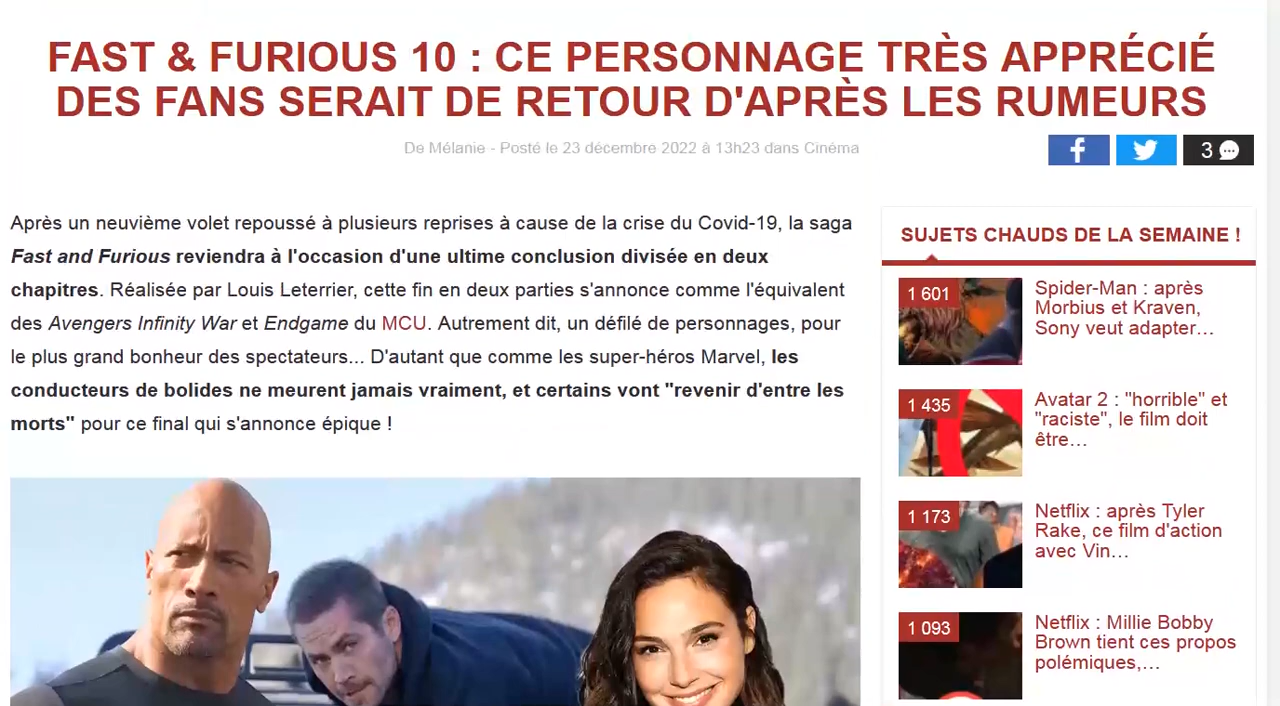 FAST & FURIOUS 10 : CE PERSONNAGE TRÈS APPRÉCIÉ
DES FANS SERAIT DE RETOUR D'APRÈS LES RUMEURS
De Mélanie - Posté le 23 décembre 2022 à 13h23 dans Cinéma
3
Après un neuvième volet repoussé à plusieurs reprises à cause de la crise du Covid-19, la saga
Fast and Furious reviendra à l'occasion d'une ultime conclusion divisée en deux
chapitres. Réalisée par Louis Leterrier, cette fin en deux parties s'annonce comme l'équivalent
des Avengers Infinity War et Endgame du MCU. Autrement dit, un défilé de personnages, pour
le plus grand bonheur des spectateurs... D'autant que comme les super-héros Marvel, les
conducteurs de bolides ne meurent jamais vraiment, et certains vont "revenir d'entre les
morts" pour ce final qui s'annonce épique !
SUJETS CHAUDS DE LA SEMAINE !
1 601
Spider-Man : après
Morbius et Kraven,
Sony veut adapter…
1 435
Avatar 2 : "horrible" et
"raciste", le film doit
être…
1 173
Netflix : après Tyler
Rake, ce film d'action
avec Vin…
1 093
Netflix : Millie Bobby
Brown tient ces propos
polémiques,…